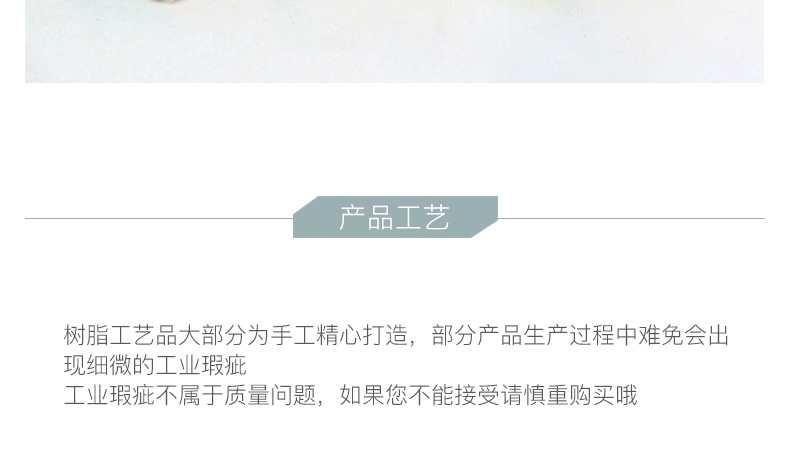 产品工艺
树脂工艺品大部分为手工精心打造，部分产品生产过程中难免会出
现细微的工业瑕疵
工业瑕疵不属于质量问题，如果您不能接受请慎重购买哦